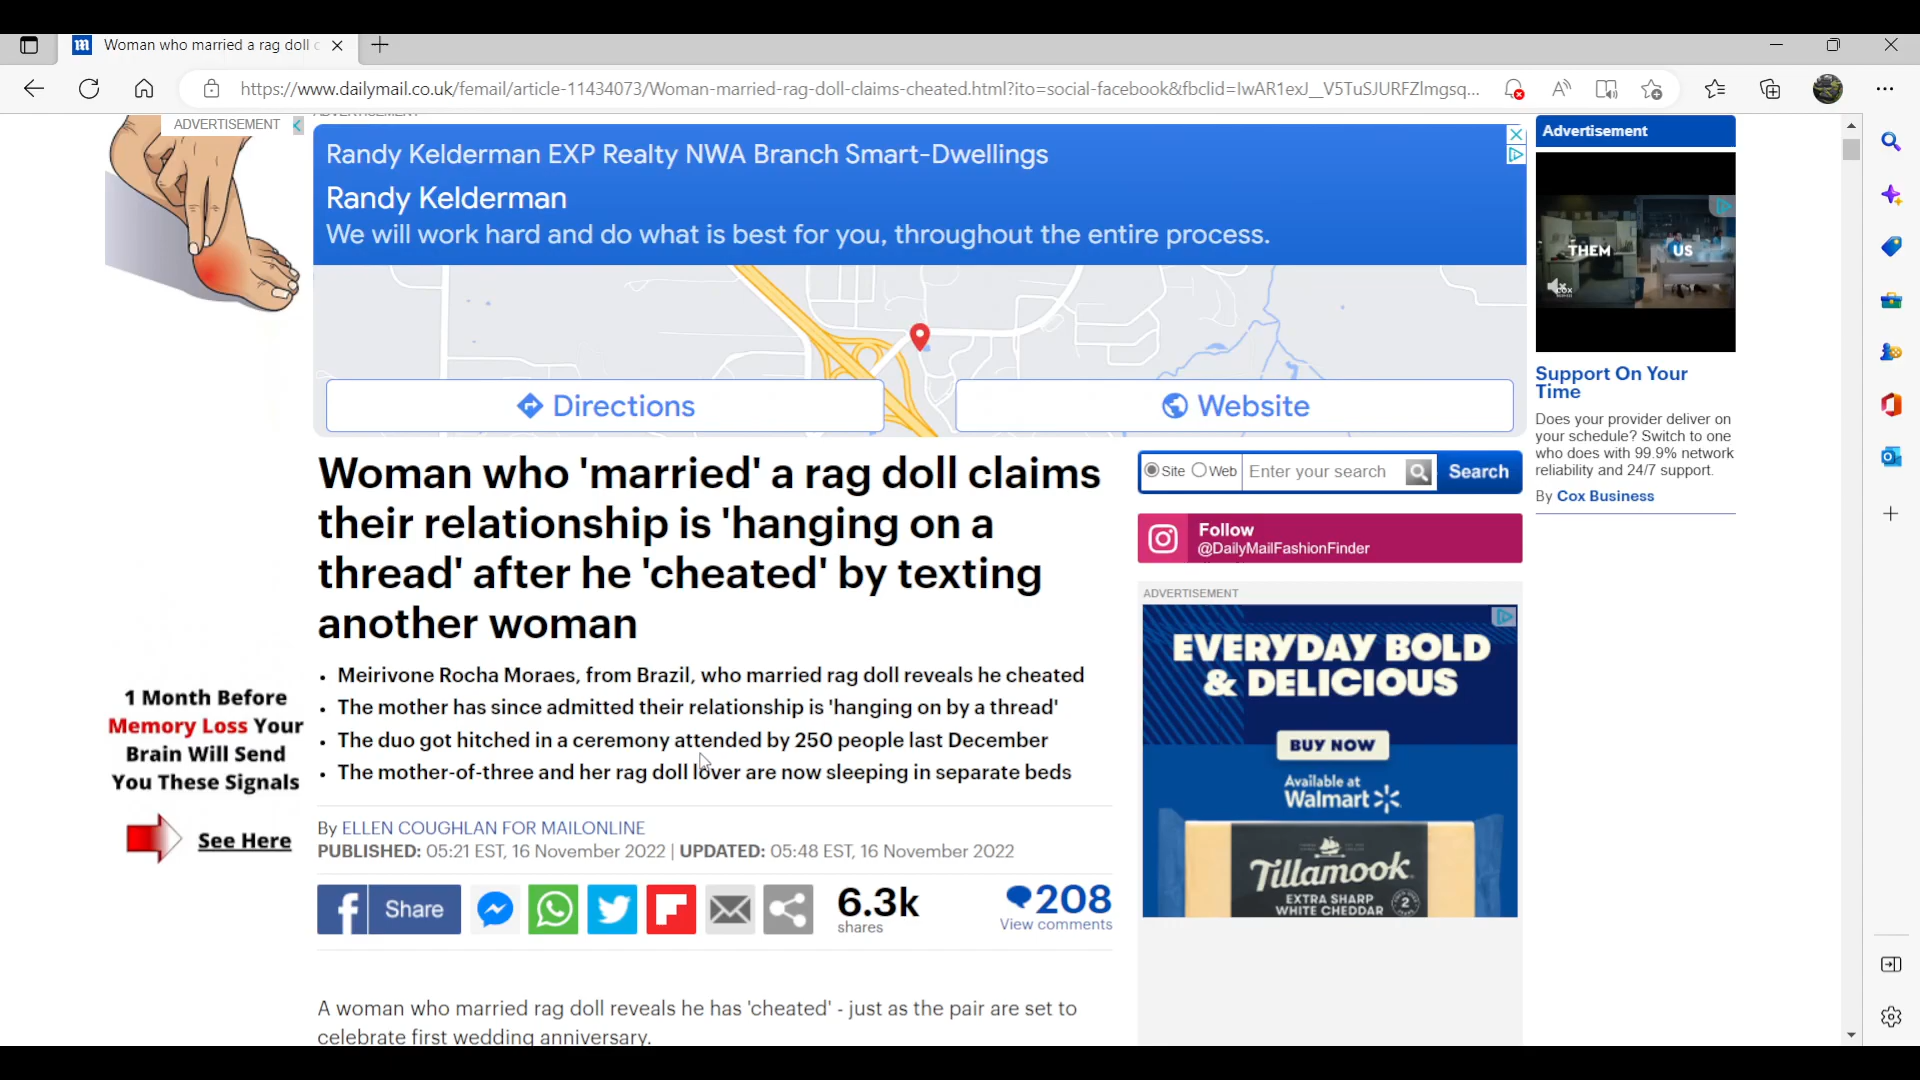 Woman who married a rag doll c
https://www.dailymail.co.uk/femail/article-11434073/Woman-married-rag-doll-claims-cheated.html?ito=social-facebook&fbclid=IwAR1exJ__V5TuSJURFZlmgsq...
ADVERTISEMENT
ADVERTISEMENT
Randy Kelderman EXP Realty NWA Branch Smart-Dwellings
Randy Kelderman
We will work hard and do what is best for you, throughout the entire process.
Directions
Website
Advertisement
THEM
US
COX
Support On Your
Time
Does your provider deliver on
your schedule? Switch to one
who does with 99.9% network
reliability and 24/7 support.
By Cox Business
Woman who 'married' a rag doll claims
their relationship is 'hanging on a
thread' after he 'cheated' by texting
another woman
Site Web Enter your search Search
Follow
@DailyMailFashionFinder
• Meirivone Rocha Moraes, from Brazil, who married rag doll reveals he cheated
• The mother has since admitted their relationship is 'hanging on by a thread'
• The duo got hitched in a ceremony attended by 250 people last December
• The mother-of-three and her rag doll lover are now sleeping in separate beds
By ELLEN COUGHLAN FOR MAILONLINE
PUBLISHED: 05:21 EST, 16 November 2022 | UPDATED: 05:48 EST, 16 November 2022
Share
6.3k
shares
208
View comments
A woman who married rag doll reveals he has 'cheated' - just as the pair are set to
celebrate first wedding anniversary.
1 Month Before
Memory Loss Your
Brain Will Send
You These Signals
See Here
ADVERTISEMENT
EVERYDAY BOLD
& DELICIOUS
BUY NOW
Available at
Walmart
Tillamook
EXTRA SHARP
WHITE CHEDDAR
2